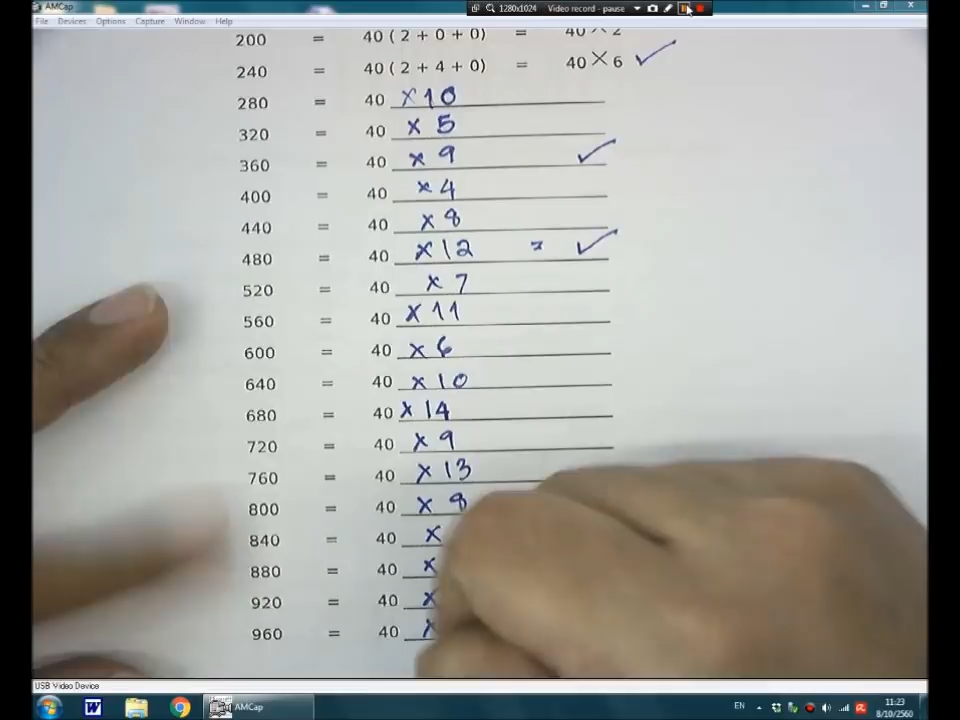 AMCap
1280x1024 Video record - pause
File Devices Options Capture Window Help
200 = 40 ( 2 + 0 + 0) = 40 × 2
240 = 40 ( 2 + 4 + 0) = 40 × 6 ✓
280 = 40 × 10
320 = 40 × 5
360 = 40 × 9 ✓
400 = 40 × 4
440 = 40 × 8
480 = 40 × 12 = ✓
520 = 40 × 7
560 = 40 × 11
600 = 40 × 6
640 = 40 × 10
680 = 40 × 14
720 = 40 × 9
760 = 40 × 13
800 = 40 × 8
840 = 40 ×
880 = 40 ×
920 = 40 ×
960 = 40 ×
USB Video Device
AMCap
EN
11:23
8/10/2560